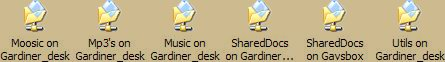 Moosic on Mp3's on Music on SharedDocs SharedDocs Utils on
Gardiner_desk Gardiner_desk Gardiner_desk on Gardiner... on Gavsbox Gardiner_desk